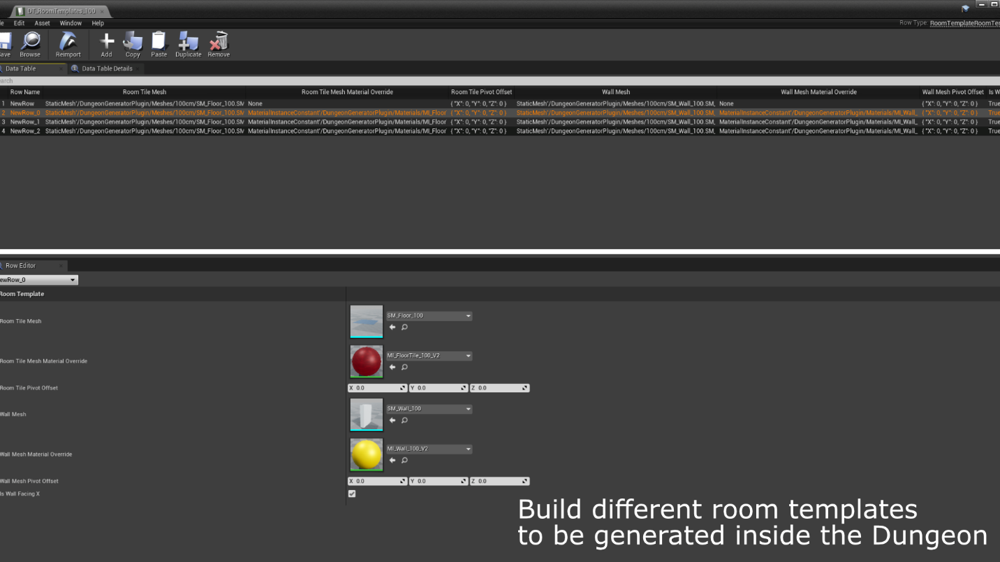 DT_RoomTemplates_100
Edit Asset Window Help
Row Type: RoomTemplateRoomTer
Save Browse Reimport Add Copy Paste Duplicate Remove
Data Table Data Table Details
earch
Row Name Room Tile Mesh Room Tile Mesh Material Override Room Tile Pivot Offset Wall Mesh Wall Mesh Material Override Wall Mesh Pivot Offset Is W
1 NewRow StaticMesh'/DungeonGeneratorPlugin/Meshes/100cm/SM_Floor_100.SM None { "X": 0, "Y": 0, "Z": 0 } StaticMesh'/DungeonGeneratorPlugin/Meshes/100cm/SM_Wall_100.SM_ None { "X": 0, "Y": 0, "Z": 0 } True
2 NewRow_0 StaticMesh'/DungeonGeneratorPlugin/Meshes/100cm/SM_Floor_100.SM MaterialInstanceConstant'/DungeonGeneratorPlugin/Materials/MI_Floor { "X": 0, "Y": 0, "Z": 0 } StaticMesh'/DungeonGeneratorPlugin/Meshes/100cm/SM_Wall_100.SM_ MaterialInstanceConstant'/DungeonGeneratorPlugin/Materials/MI_Wall_ { "X": 0, "Y": 0, "Z": 0 } True
3 NewRow_1 StaticMesh'/DungeonGeneratorPlugin/Meshes/100cm/SM_Floor_100.SM MaterialInstanceConstant'/DungeonGeneratorPlugin/Materials/MI_Floor { "X": 0, "Y": 0, "Z": 0 } StaticMesh'/DungeonGeneratorPlugin/Meshes/100cm/SM_Wall_100.SM_ MaterialInstanceConstant'/DungeonGeneratorPlugin/Materials/MI_Wall_ { "X": 0, "Y": 0, "Z": 0 } True
4 NewRow_2 StaticMesh'/DungeonGeneratorPlugin/Meshes/100cm/SM_Floor_100.SM MaterialInstanceConstant'/DungeonGeneratorPlugin/Materials/MI_Floor { "X": 0, "Y": 0, "Z": 0 } StaticMesh'/DungeonGeneratorPlugin/Meshes/100cm/SM_Wall_100.SM_ MaterialInstanceConstant'/DungeonGeneratorPlugin/Materials/MI_Wall_ { "X": 0, "Y": 0, "Z": 0 } True
Row Editor
ewRow_0
Room Template
Room Tile Mesh SM_Floor_100
Room Tile Mesh Material Override MI_FloorTile_100_V2
Room Tile Pivot Offset X 0.0 Y 0.0 Z 0.0
Wall Mesh SM_Wall_100
Wall Mesh Material Override MI_Wall_100_V2
Wall Mesh Pivot Offset X 0.0 Y 0.0 Z 0.0
Is Wall Facing X
Build different room templates
to be generated inside the Dungeon